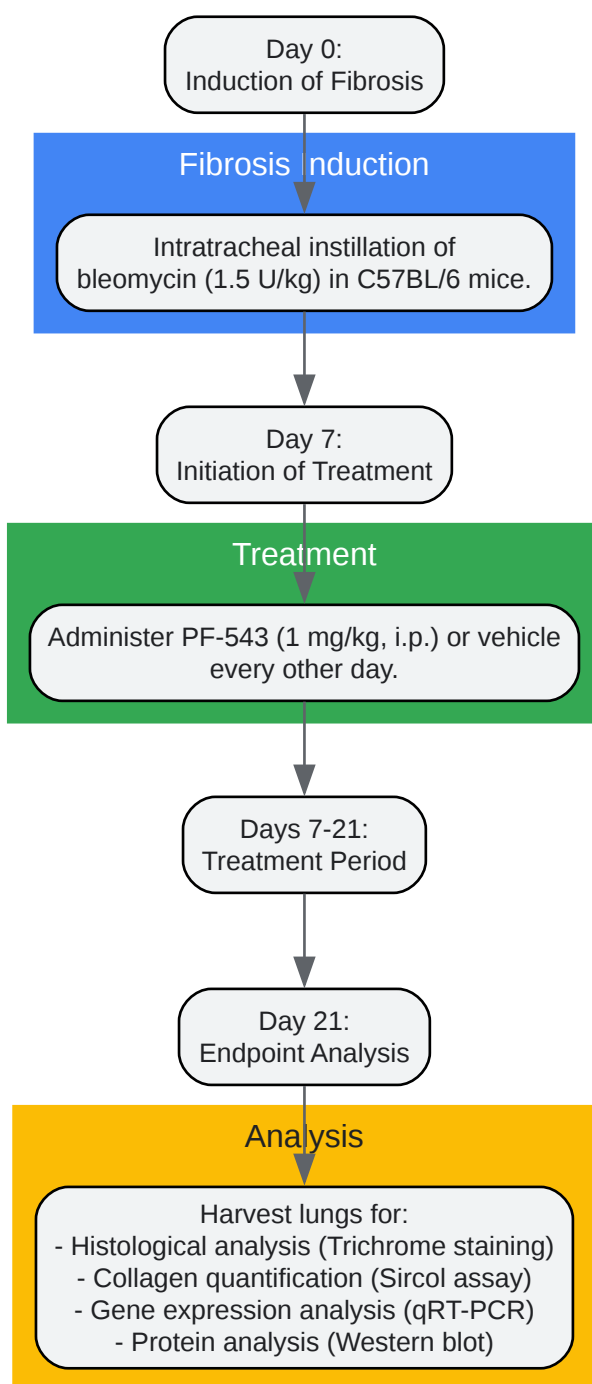 Day 0:
Induction of Fibrosis
Fibrosis Induction
Intratracheal instillation of
bleomycin (1.5 U/kg) in C57BL/6 mice.
Day 7:
Initiation of Treatment
Treatment
Administer PF-543 (1 mg/kg, i.p.) or vehicle
every other day.
Days 7-21:
Treatment Period
Day 21:
Endpoint Analysis
Analysis
Harvest lungs for:
- Histological analysis (Trichrome staining)
- Collagen quantification (Sircol assay)
- Gene expression analysis (qRT-PCR)
- Protein analysis (Western blot)